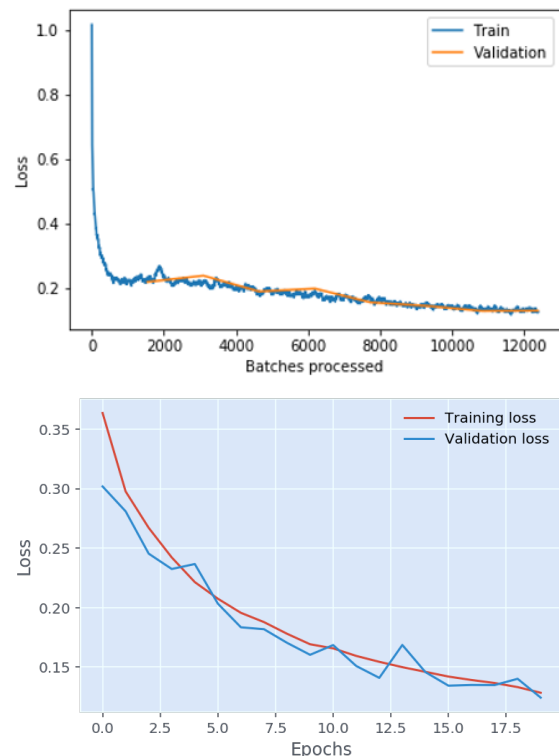 1.0
0.8
0.6
0.4
0.2
Loss
Train
Validation
0 2000 4000 6000 8000 10000 12000
Batches processed
0.35
0.30
0.25
0.20
0.15
Loss
Training loss
Validation loss
0.0 2.5 5.0 7.5 10.0 12.5 15.0 17.5
Epochs